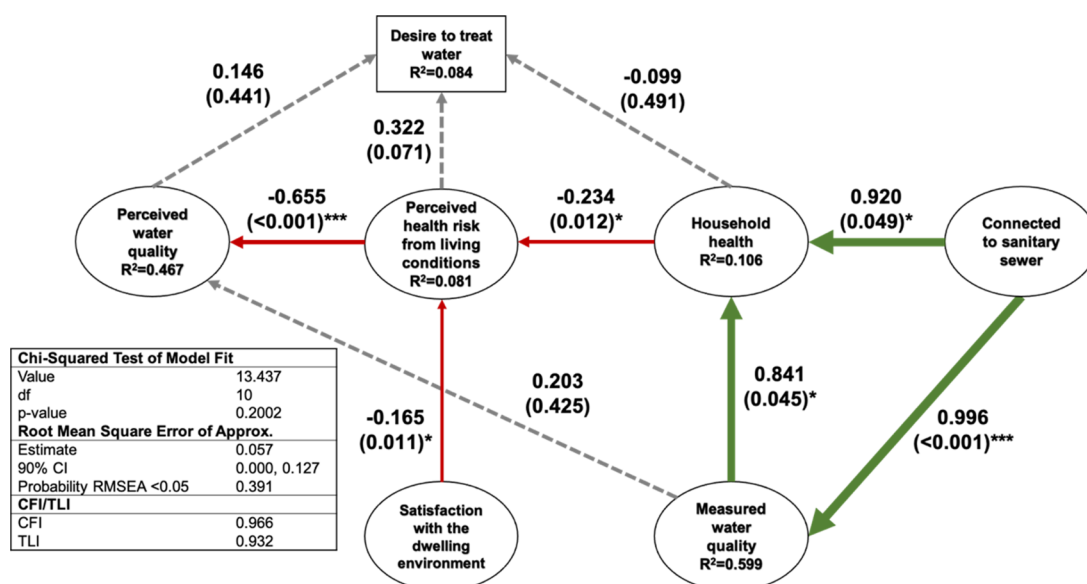 Desire to treat
water
R²=0.084
0.146
(0.441)
-0.099
(0.491)
0.322
(0.071)
Perceived
water
quality
R²=0.467
-0.655
(<0.001)***
Perceived
health risk
from living
conditions
R²=0.081
-0.234
(0.012)*
Household
health
R²=0.106
0.920
(0.049)*
Connected
to sanitary
sewer
Chi-Squared Test of Model Fit
Value 13.437
df 10
p-value 0.2002
Root Mean Square Error of Approx.
Estimate 0.057
90% CI 0.000, 0.127
Probability RMSEA <0.05 0.391
CFI/TLI
CFI 0.966
TLI 0.932
-0.165
(0.011)*
0.203
(0.425)
0.841
(0.045)*
0.996
(<0.001)***
Satisfaction
with the
dwelling
environment
Measured
water
quality
R²=0.599